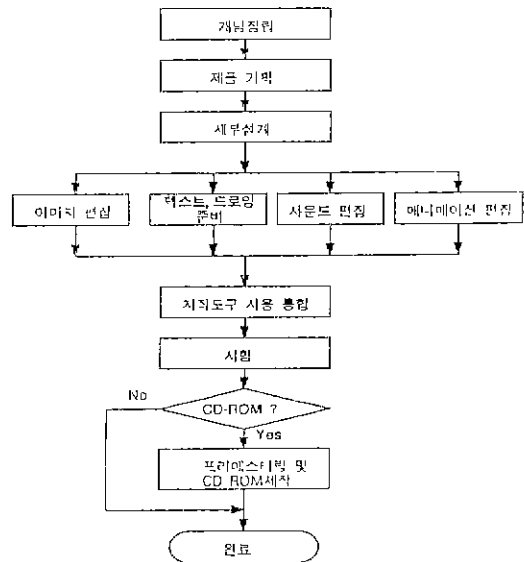 개념정립
제품 기획
세부설계
이미지 편집
텍스트, 드로잉
준비
사운드 편집
애니메이션 편집
저작도구 사용 통합
시험
No
CD-ROM ?
Yes
프리매스터링 및
CD ROM제작
완료